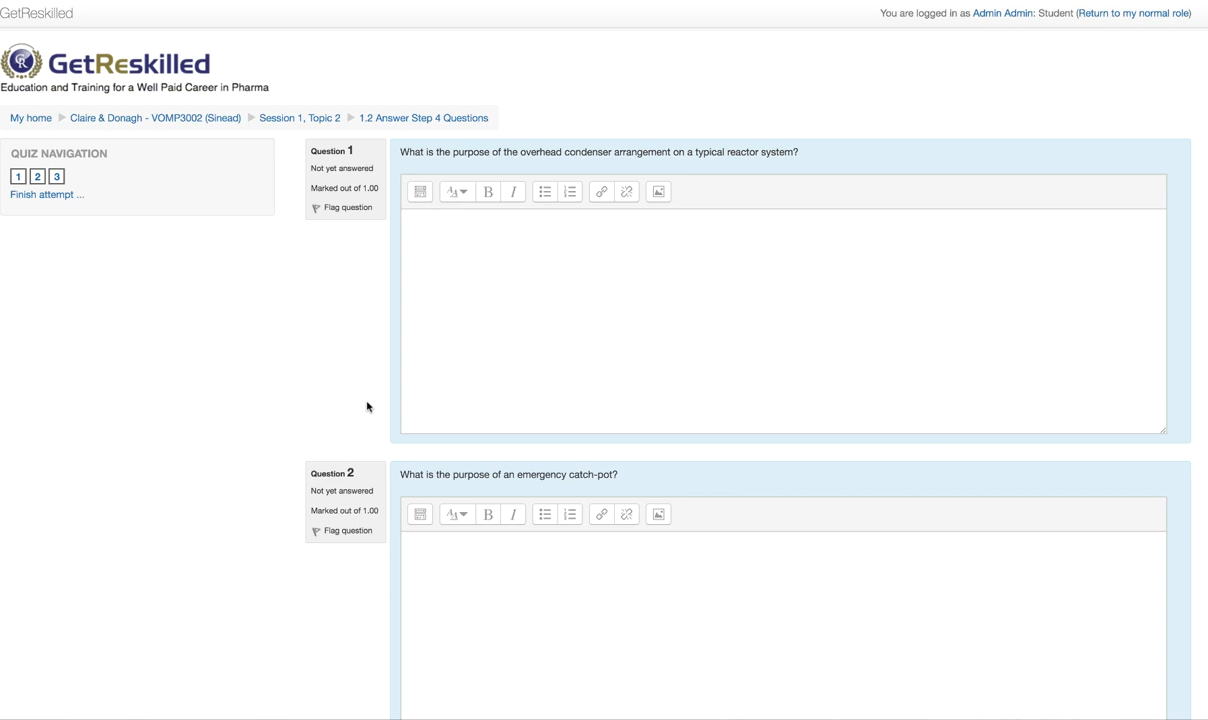 GetReskilled
You are logged in as Admin Admin: Student (Return to my normal role)
GetReskilled
Education and Training for a Well Paid Career in Pharma
My home Claire & Donagh - VOMP3002 (Sinead) Session 1, Topic 2 1.2 Answer Step 4 Questions
QUIZ NAVIGATION
1 2 3
Finish attempt ...
Question 1
Not yet answered
Marked out of 1.00
Flag question
What is the purpose of the overhead condenser arrangement on a typical reactor system?
B I
Question 2
Not yet answered
Marked out of 1.00
Flag question
What is the purpose of an emergency catch-pot?
B I